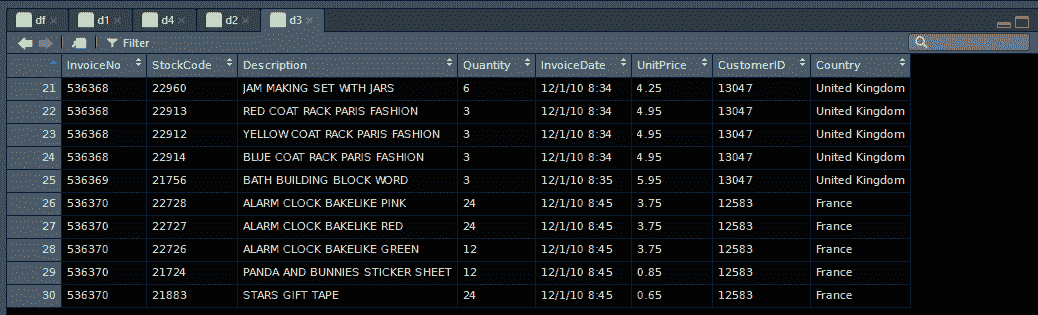 df d1 d4 d2 d3
Filter
InvoiceNo StockCode Description Quantity InvoiceDate UnitPrice CustomerID Country
21 536368 22960 JAM MAKING SET WITH JARS 6 12/1/10 8:34 4.25 13047 United Kingdom
22 536368 22913 RED COAT RACK PARIS FASHION 3 12/1/10 8:34 4.95 13047 United Kingdom
23 536368 22912 YELLOW COAT RACK PARIS FASHION 3 12/1/10 8:34 4.95 13047 United Kingdom
24 536368 22914 BLUE COAT RACK PARIS FASHION 3 12/1/10 8:34 4.95 13047 United Kingdom
25 536369 21756 BATH BUILDING BLOCK WORD 3 12/1/10 8:35 5.95 13047 United Kingdom
26 536370 22728 ALARM CLOCK BAKELIKE PINK 24 12/1/10 8:45 3.75 12583 France
27 536370 22727 ALARM CLOCK BAKELIKE RED 24 12/1/10 8:45 3.75 12583 France
28 536370 22726 ALARM CLOCK BAKELIKE GREEN 12 12/1/10 8:45 3.75 12583 France
29 536370 21724 PANDA AND BUNNIES STICKER SHEET 12 12/1/10 8:45 0.85 12583 France
30 536370 21883 STARS GIFT TAPE 24 12/1/10 8:45 0.65 12583 France